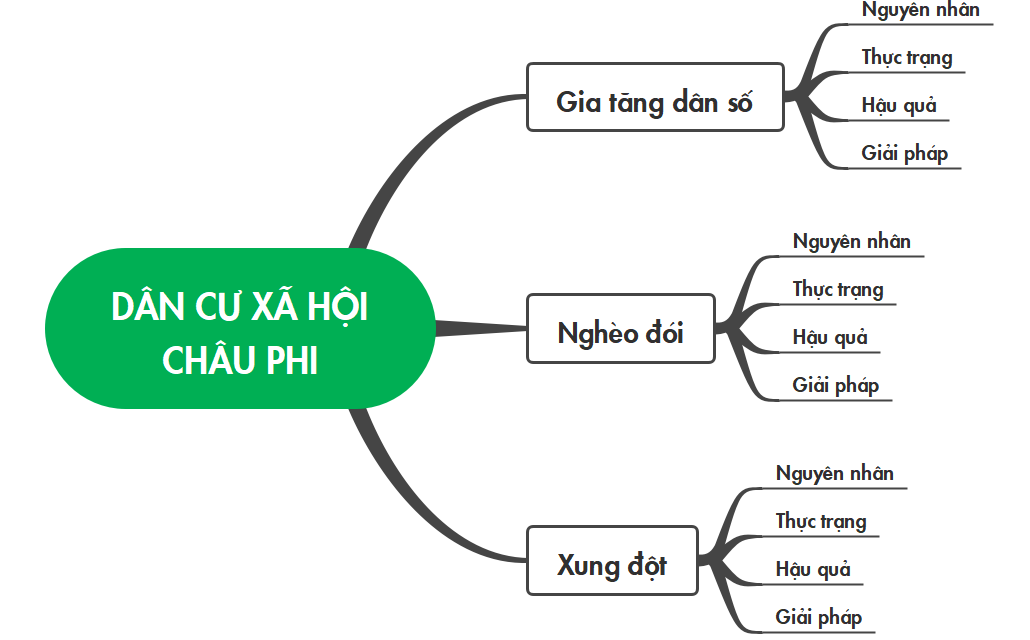 DÂN CƯ XÃ HỘI
CHÂU PHI
Gia tăng dân số
Nguyên nhân
Thực trạng
Hậu quả
Giải pháp
Nghèo đói
Nguyên nhân
Thực trạng
Hậu quả
Giải pháp
Xung đột
Nguyên nhân
Thực trạng
Hậu quả
Giải pháp